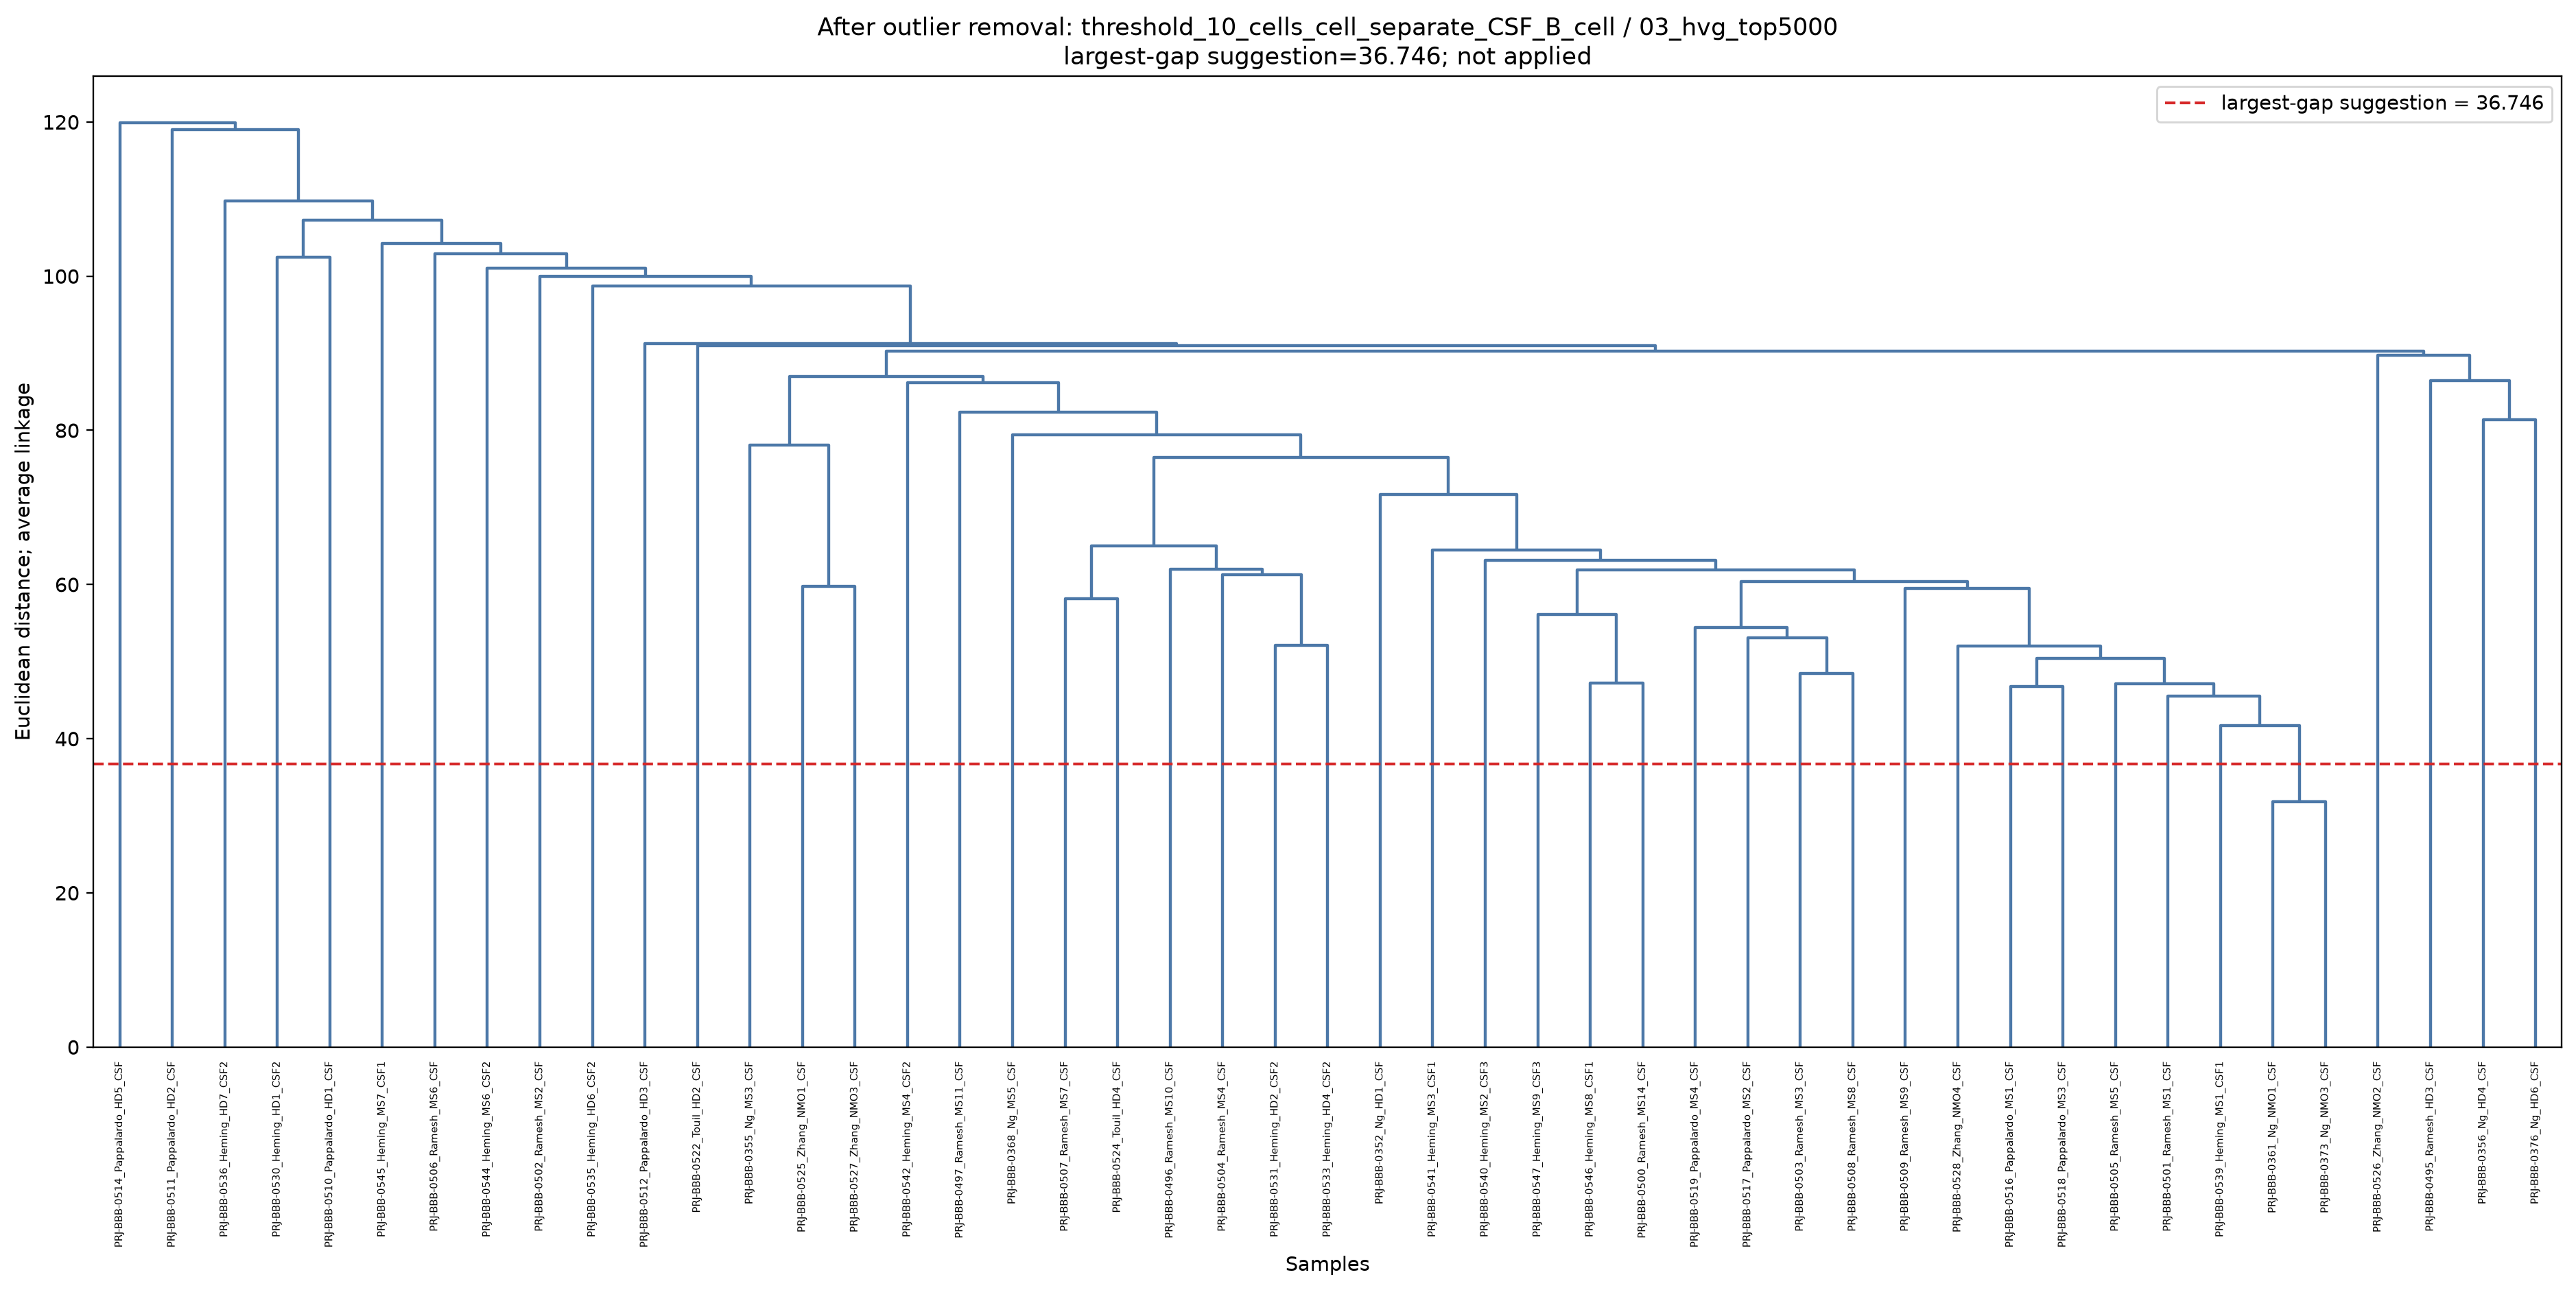 After outlier removal: threshold_10_cells_cell_separate_CSF_B_cell / 03_hvg_top5000
largest-gap suggestion=36.746; not applied
largest-gap suggestion = 36.746
Euclidean distance; average linkage
120
100
80
60
40
20
0
PRJ-BBB-0514_Pappalardo_HD5_CSF
PRJ-BBB-0511_Pappalardo_HD2_CSF
PRJ-BBB-0536_Heming_HD7_CSF2
PRJ-BBB-0530_Heming_HD1_CSF2
PRJ-BBB-0510_Pappalardo_HD1_CSF
PRJ-BBB-0545_Heming_MS7_CSF1
PRJ-BBB-0506_Ramesh_MS6_CSF
PRJ-BBB-0544_Heming_MS6_CSF2
PRJ-BBB-0502_Ramesh_MS2_CSF
PRJ-BBB-0535_Heming_HD6_CSF2
PRJ-BBB-0512_Pappalardo_HD3_CSF
PRJ-BBB-0522_Touil_HD2_CSF
PRJ-BBB-0355_Ng_MS3_CSF
PRJ-BBB-0525_Zhang_NMO1_CSF
PRJ-BBB-0527_Zhang_NMO3_CSF
PRJ-BBB-0542_Heming_MS4_CSF2
PRJ-BBB-0497_Ramesh_MS11_CSF
PRJ-BBB-0368_Ng_MS5_CSF
PRJ-BBB-0507_Ramesh_MS7_CSF
PRJ-BBB-0524_Touil_HD4_CSF
PRJ-BBB-0496_Ramesh_MS10_CSF
PRJ-BBB-0504_Ramesh_MS4_CSF
PRJ-BBB-0531_Heming_HD2_CSF2
PRJ-BBB-0533_Heming_HD4_CSF2
PRJ-BBB-0352_Ng_HD1_CSF
PRJ-BBB-0541_Heming_MS3_CSF1
PRJ-BBB-0540_Heming_MS2_CSF3
PRJ-BBB-0547_Heming_MS9_CSF3
PRJ-BBB-0546_Heming_MS8_CSF1
PRJ-BBB-0500_Ramesh_MS14_CSF
PRJ-BBB-0519_Pappalardo_MS4_CSF
PRJ-BBB-0517_Pappalardo_MS2_CSF
PRJ-BBB-0503_Ramesh_MS3_CSF
PRJ-BBB-0508_Ramesh_MS8_CSF
PRJ-BBB-0509_Ramesh_MS9_CSF
PRJ-BBB-0528_Zhang_NMO4_CSF
PRJ-BBB-0516_Pappalardo_MS1_CSF
PRJ-BBB-0518_Pappalardo_MS3_CSF
PRJ-BBB-0505_Ramesh_MS5_CSF
PRJ-BBB-0501_Ramesh_MS1_CSF
PRJ-BBB-0539_Heming_MS1_CSF1
PRJ-BBB-0361_Ng_NMO1_CSF
PRJ-BBB-0373_Ng_NMO3_CSF
PRJ-BBB-0526_Zhang_NMO2_CSF
PRJ-BBB-0495_Ramesh_HD3_CSF
PRJ-BBB-0356_Ng_HD4_CSF
PRJ-BBB-0376_Ng_HD6_CSF
Samples